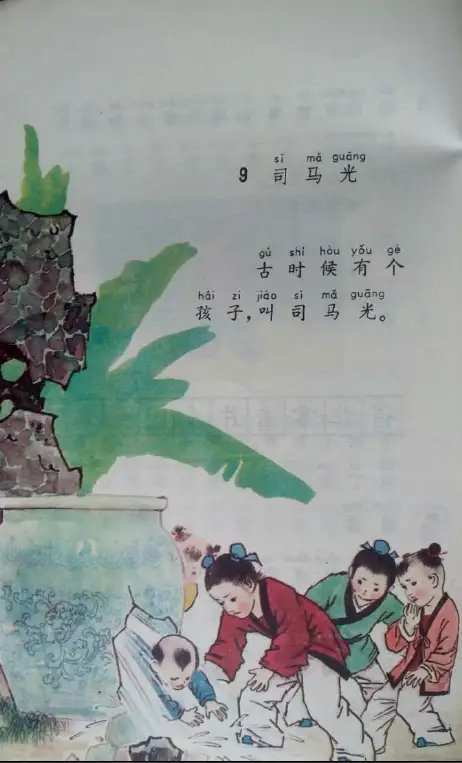 sī mǎ guāng
9 司马光
gǔ shí hòu yǒu gè
古时候有个
hái zi jiào sī mǎ guāng
孩子，叫司马光。